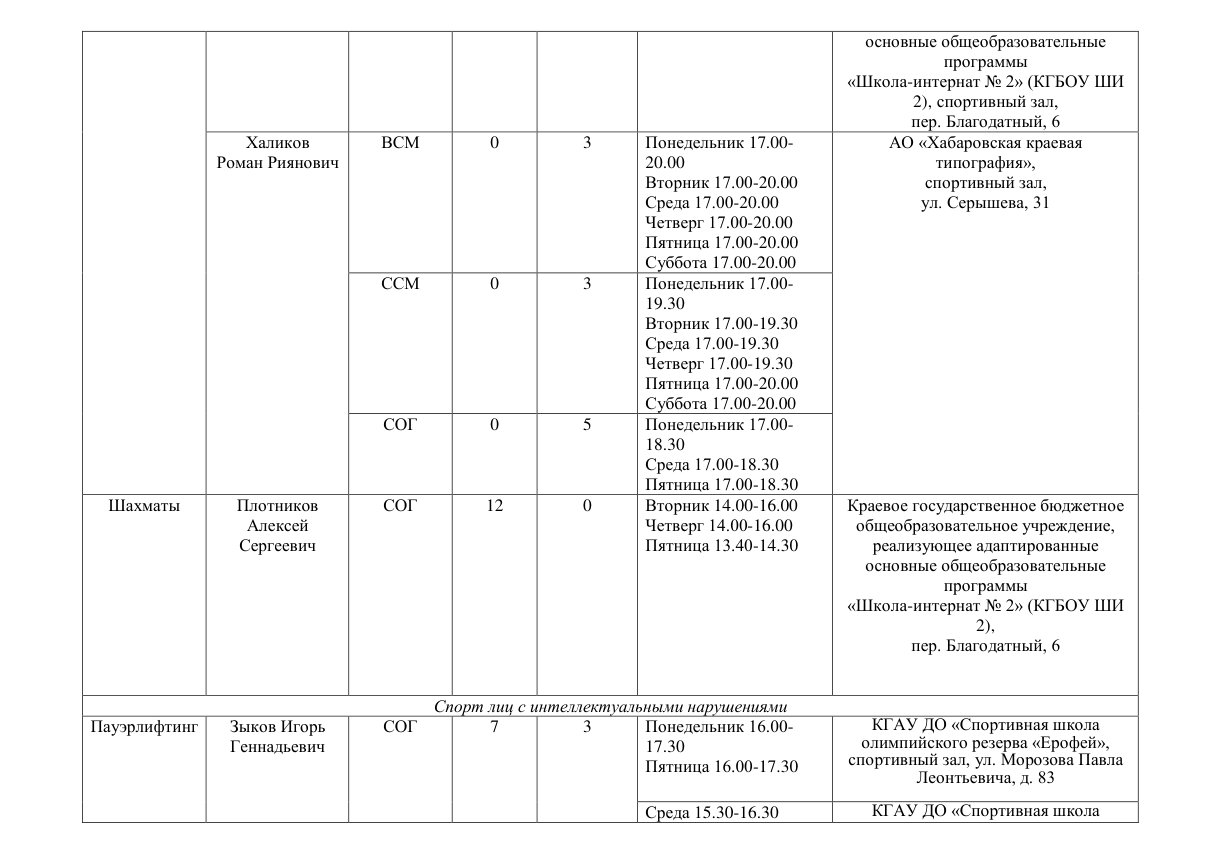 основные общеобразовательные
программы
«Школа-интернат № 2» (КГБОУ ШИ
2), спортивный зал,
пер. Благодатный, 6
Халиков
Роман Риянович
ВСМ
0
3
Понедельник 17.00-
20.00
Вторник 17.00-20.00
Среда 17.00-20.00
Четверг 17.00-20.00
Пятница 17.00-20.00
Суббота 17.00-20.00
АО «Хабаровская краевая
типография»,
спортивный зал,
ул. Серышева, 31
ССМ
0
3
Понедельник 17.00-
19.30
Вторник 17.00-19.30
Среда 17.00-19.30
Четверг 17.00-19.30
Пятница 17.00-20.00
Суббота 17.00-20.00
СОГ
0
5
Понедельник 17.00-
18.30
Среда 17.00-18.30
Пятница 17.00-18.30
Шахматы
Плотников
Алексей
Сергеевич
СОГ
12
0
Вторник 14.00-16.00
Четверг 14.00-16.00
Пятница 13.40-14.30
Краевое государственное бюджетное
общеобразовательное учреждение,
реализующее адаптированные
основные общеобразовательные
программы
«Школа-интернат № 2» (КГБОУ ШИ
2),
пер. Благодатный, 6
Спорт лиц с интеллектуальными нарушениями
Пауэрлифтинг
Зыков Игорь
Геннадьевич
СОГ
7
3
Понедельник 16.00-
17.30
Пятница 16.00-17.30
КГАУ ДО «Спортивная школа
олимпийского резерва «Ерофей»,
спортивный зал, ул. Морозова Павла
Леонтьевича, д. 83
Среда 15.30-16.30
КГАУ ДО «Спортивная школа